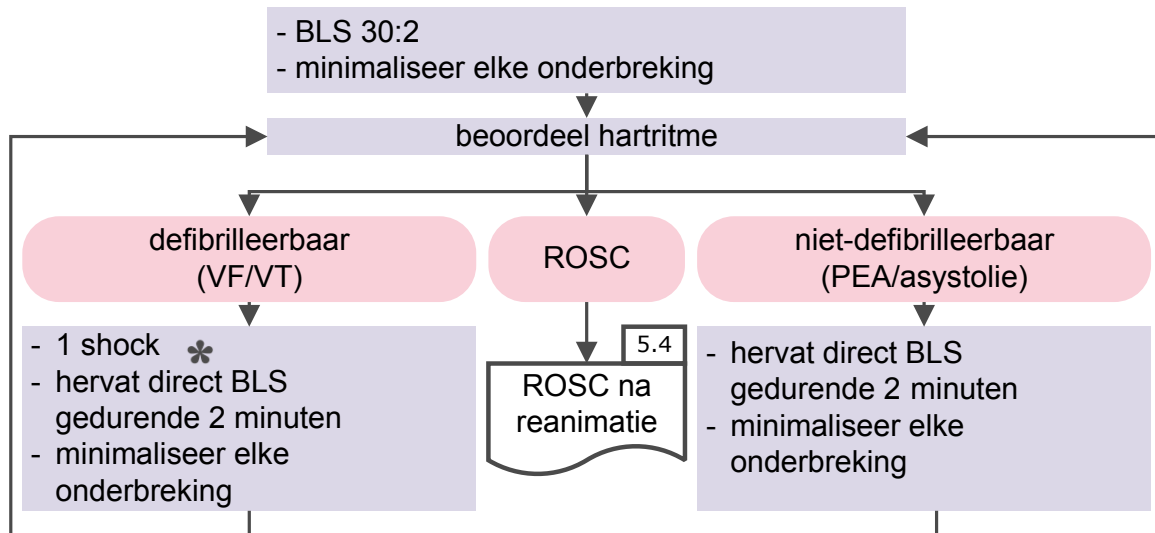 - BLS 30:2
- minimaliseer elke onderbreking
beoordeel hartritme
defibrilleerbaar
(VF/VT)
ROSC
niet-defibrilleerbaar
(PEA/asystolie)
- 1 shock *
- hervat direct BLS
gedurende 2 minuten
- minimaliseer elke
onderbreking
5.4
ROSC na
reanimatie
- hervat direct BLS
gedurende 2 minuten
- minimaliseer elke
onderbreking